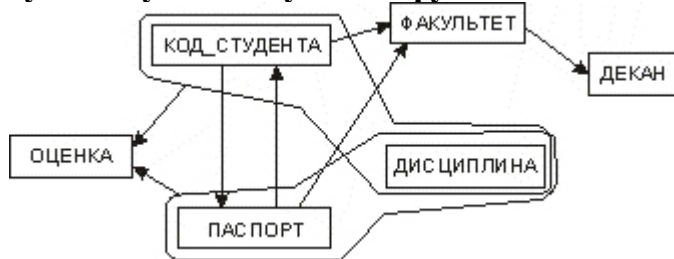 ФАКУЛЬТЕТ
КОД_СТУДЕНТА
ДЕКАН
ОЦЕНКА
ДИСЦИПЛИНА
ПАСПОРТ